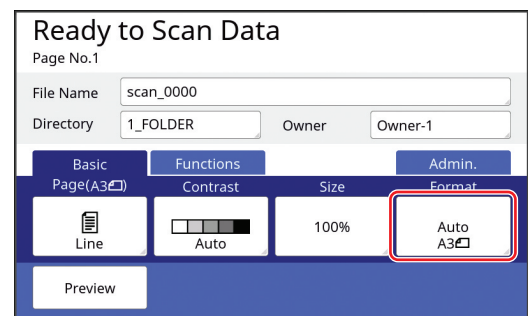 Ready to Scan Data
Page No.1
File Name scan_0000
Directory 1_FOLDER Owner Owner-1
Basic Functions Admin.
Page(A3) Contrast Size Format
Line Auto 100% Auto
A3
Preview